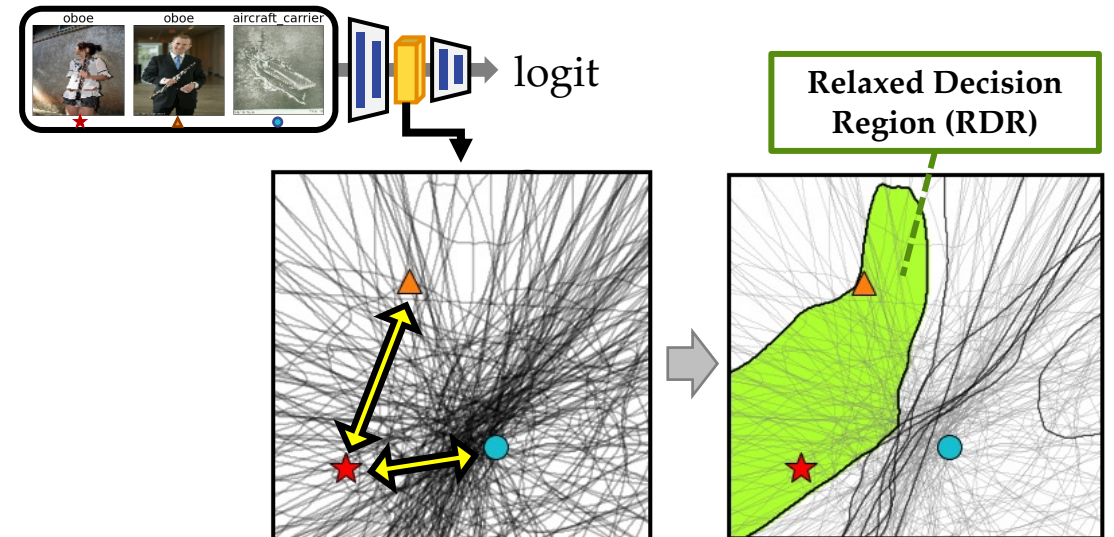 oboe
oboe
aircraft_carrier
logit
Relaxed Decision
Region (RDR)